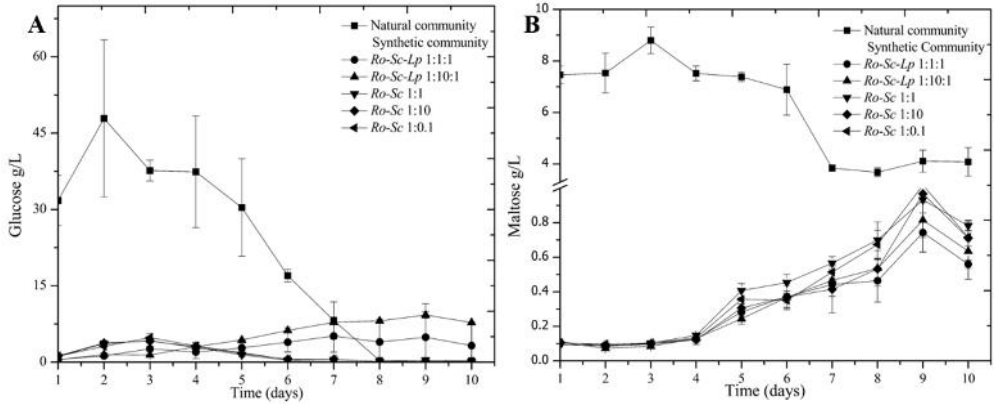 A
Natural community
Synthetic community
Ro-Sc-Lp 1:1:1
Ro-Sc-Lp 1:10:1
Ro-Sc 1:1
Ro-Sc 1:10
Ro-Sc 1:0.1
Glucose g/L
60
45
30
15
0
1 2 3 4 5 6 7 8 9 10
Time (days)
B
Natural community
Synthetic Community
Ro-Sc-Lp 1:1:1
Ro-Sc-Lp 1:10:1
Ro-Sc 1:1
Ro-Sc 1:10
Ro-Sc 1:0.1
Maltose g/L
10
8
6
4
0.8
0.6
0.4
0.2
0.0
1 2 3 4 5 6 7 8 9 10
Time (days)